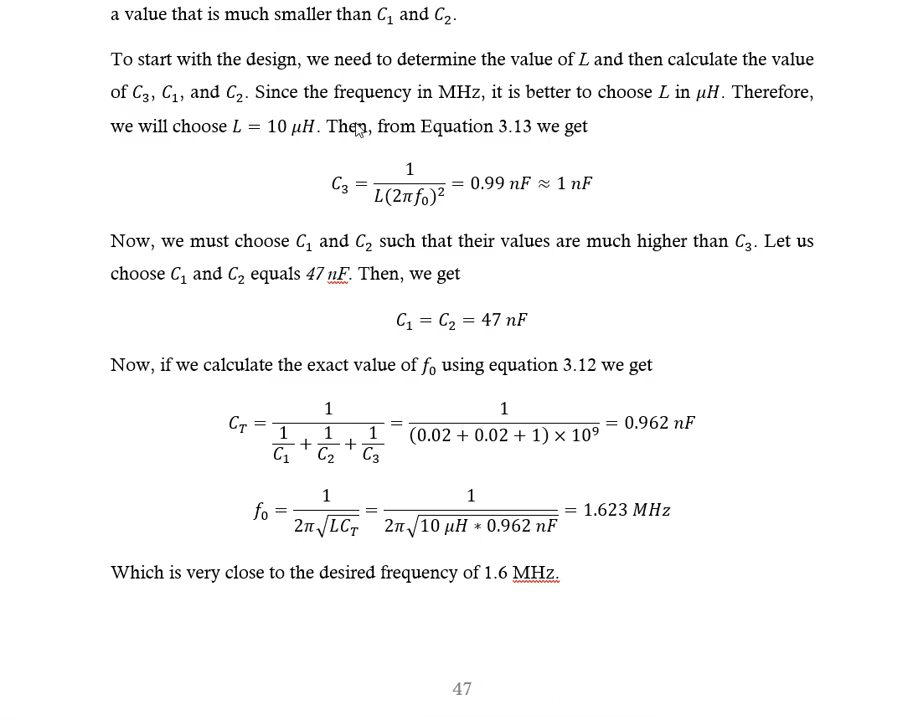 a value that is much smaller than C₁ and C₂.
To start with the design, we need to determine the value of L and then calculate the value
of C₃, C₁, and C₂. Since the frequency in MHz, it is better to choose L in μH. Therefore,
we will choose L = 10 μH. Then, from Equation 3.13 we get
C₃ = 1 / (L(2πf₀)²) = 0.99 nF ≈ 1 nF
Now, we must choose C₁ and C₂ such that their values are much higher than C₃. Let us
choose C₁ and C₂ equals 47 nF. Then, we get
C₁ = C₂ = 47 nF
Now, if we calculate the exact value of f₀ using equation 3.12 we get
C_T = 1 / (1/C₁ + 1/C₂ + 1/C₃) = 1 / ((0.02 + 0.02 + 1) × 10⁹) = 0.962 nF
f₀ = 1 / (2π√(LC_T)) = 1 / (2π√(10 μH * 0.962 nF)) = 1.623 MHz
Which is very close to the desired frequency of 1.6 MHz.
47